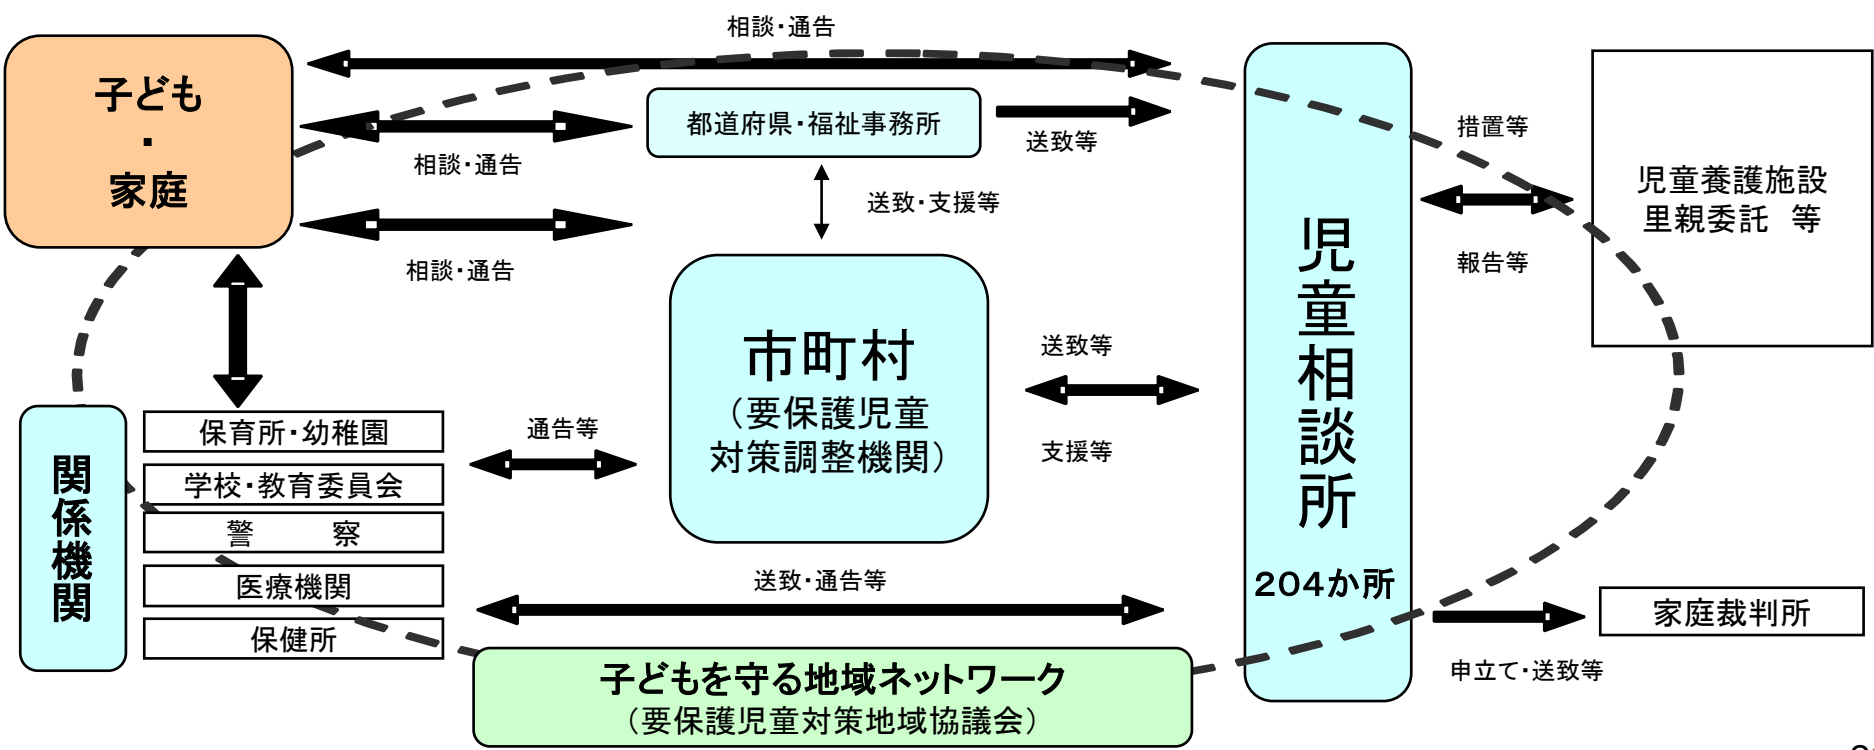 相談・通告
子ども
・
家庭
都道府県・福祉事務所
送致等
相談・通告
送致・支援等
相談・通告
措置等
児童養護施設
里親委託　等
報告等
市町村
（要保護児童
対策調整機関）
送致等
支援等
児童相談所
204か所
関係機関
保育所・幼稚園
学校・教育委員会
警　　察
医療機関
保健所
通告等
送致・通告等
家庭裁判所
申立て・送致等
子どもを守る地域ネットワーク
（要保護児童対策地域協議会）